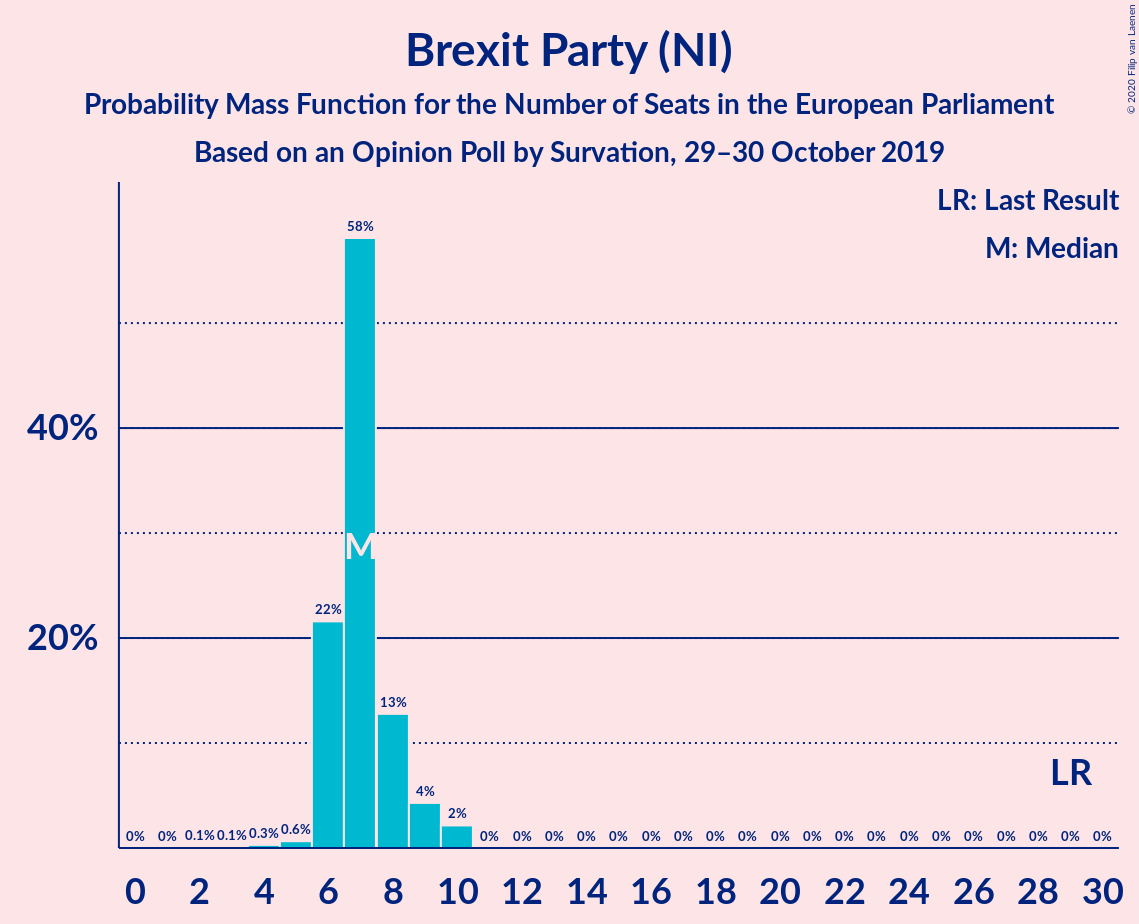 Brexit Party (NI)
Probability Mass Function for the Number of Seats in the European Parliament
Based on an Opinion Poll by Survation, 29–30 October 2019
© 2020 Filip van Laenen
LR: Last Result
M: Median
58%
40%
M
22%
20%
13%
LR
4%
2%
0% 0% 0.1% 0.1% 0.3% 0.6% 0% 0% 0% 0% 0% 0% 0% 0% 0% 0% 0% 0% 0% 0% 0% 0% 0% 0% 0% 0%
0 2 4 6 8 10 12 14 16 18 20 22 24 26 28 30